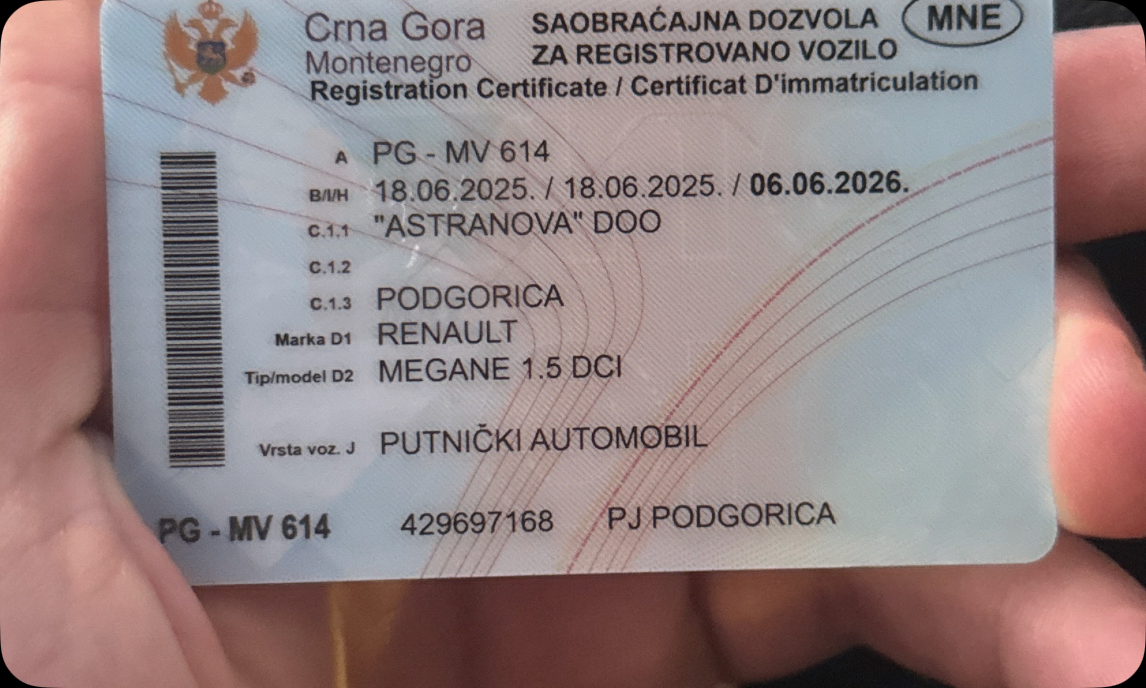 Crna Gora
Montenegro
SAOBRAĆAJNA DOZVOLA
ZA REGISTROVANO VOZILO
MNE
Registration Certificate / Certificat D'immatriculation
A PG - MV 614
B/I/H 18.06.2025. / 18.06.2025. / 06.06.2026.
C.1.1 "ASTRANOVA" DOO
C.1.2
C.1.3 PODGORICA
Marka D1 RENAULT
Tip/model D2 MEGANE 1.5 DCI
Vrsta voz. J PUTNIČKI AUTOMOBIL
PG - MV 614 429697168 PJ PODGORICA